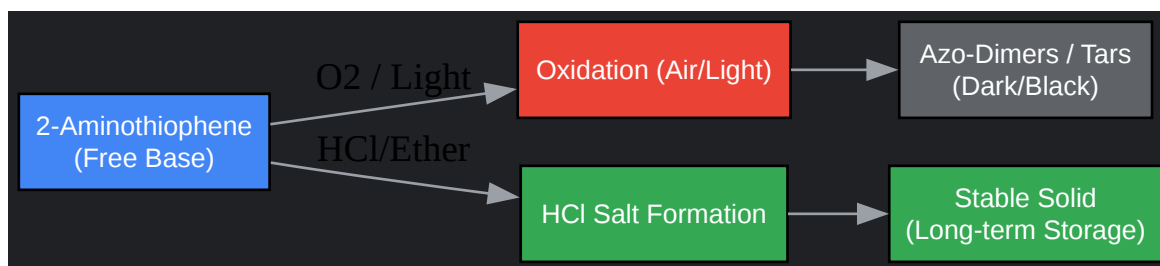 2-Aminothiophene
(Free Base)
O2 / Light
HCl/Ether
Oxidation (Air/Light)
HCl Salt Formation
Azo-Dimers / Tars
(Dark/Black)
Stable Solid
(Long-term Storage)